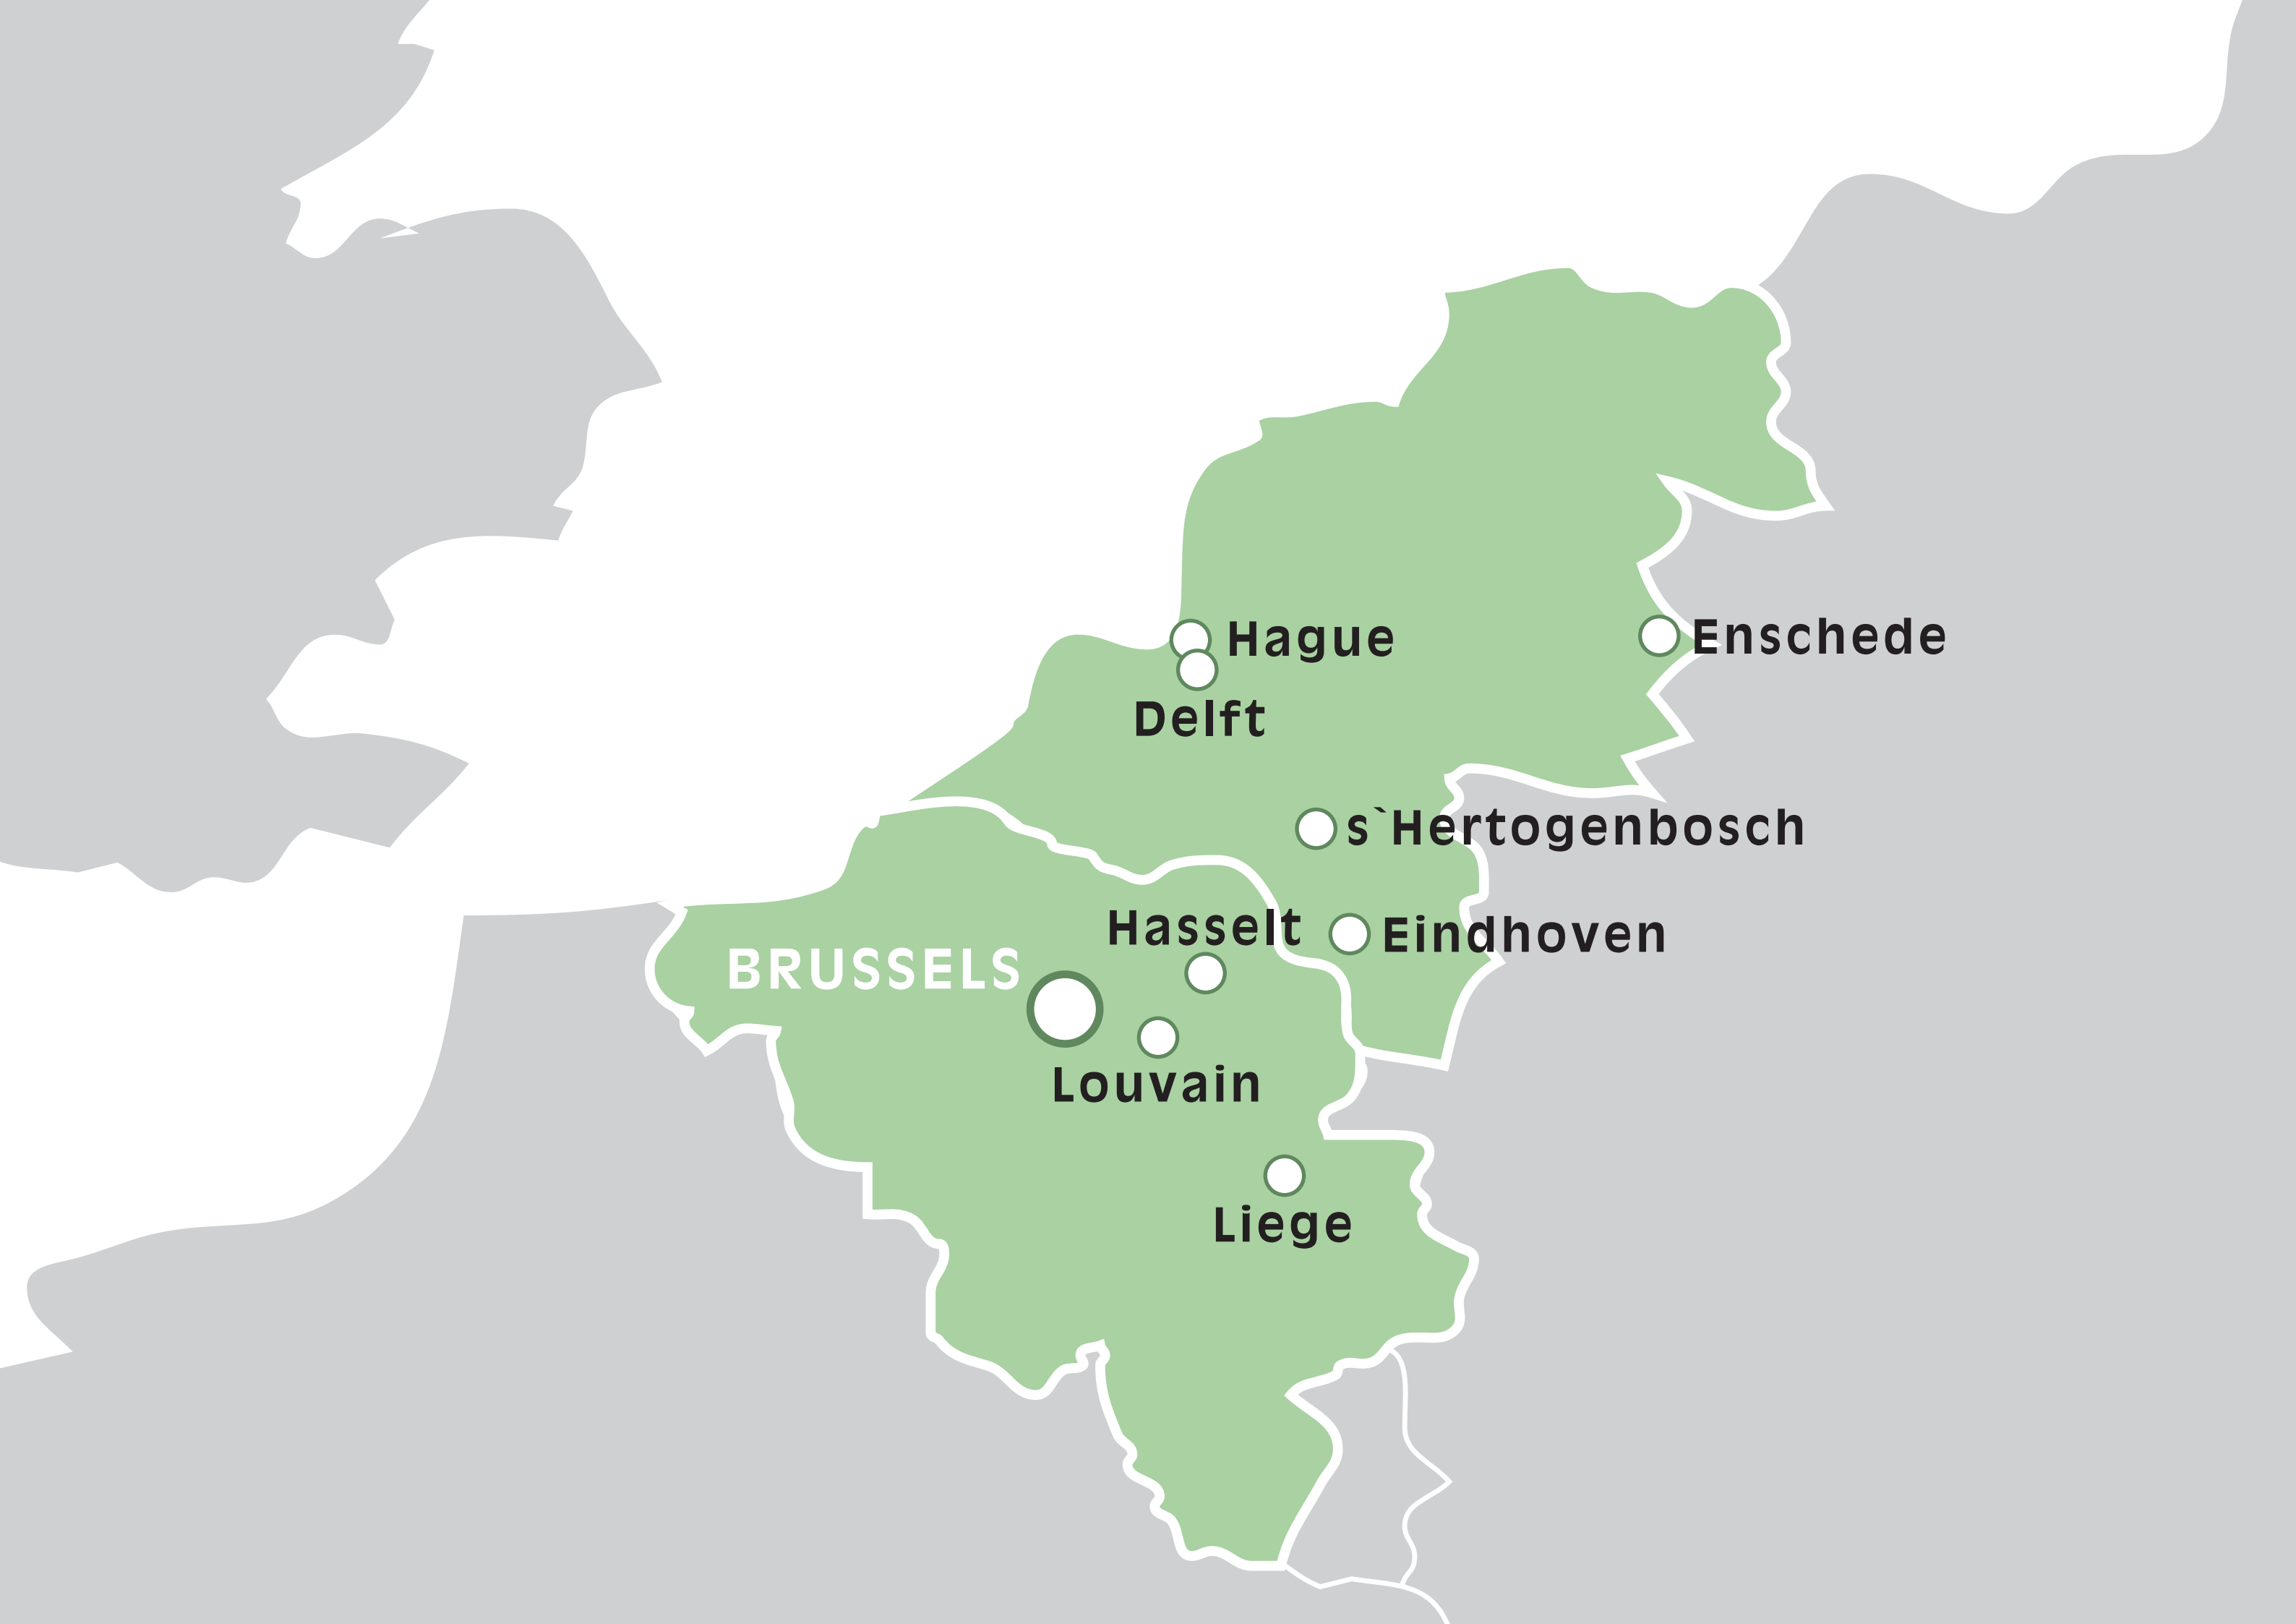 Hague
Enschede
Delft
s`Hertogenbosch
Hasselt
Eindhoven
BRUSSELS
Louvain
Liege